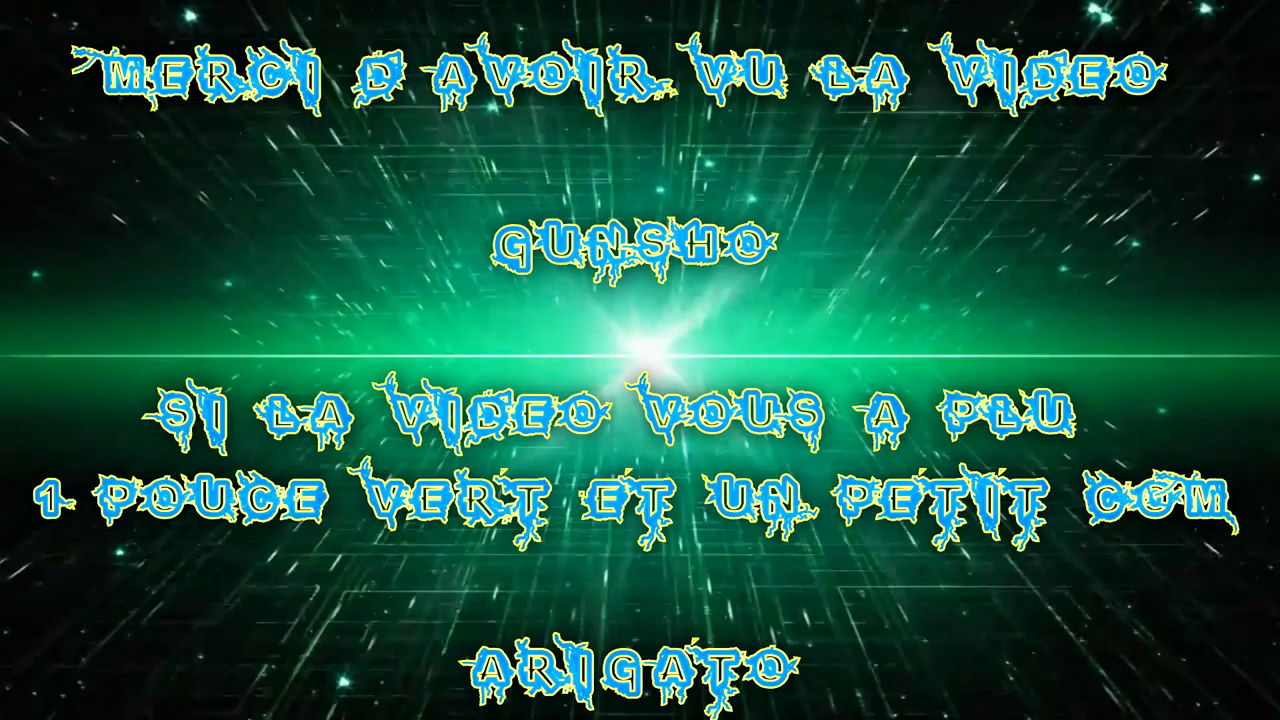 MERCI D AVOIR VU LA VIDEO
GUNSHO
SI LA VIDEO VOUS A PLU
1 POUCE VERT ET UN PETIT COM
ARIGATO